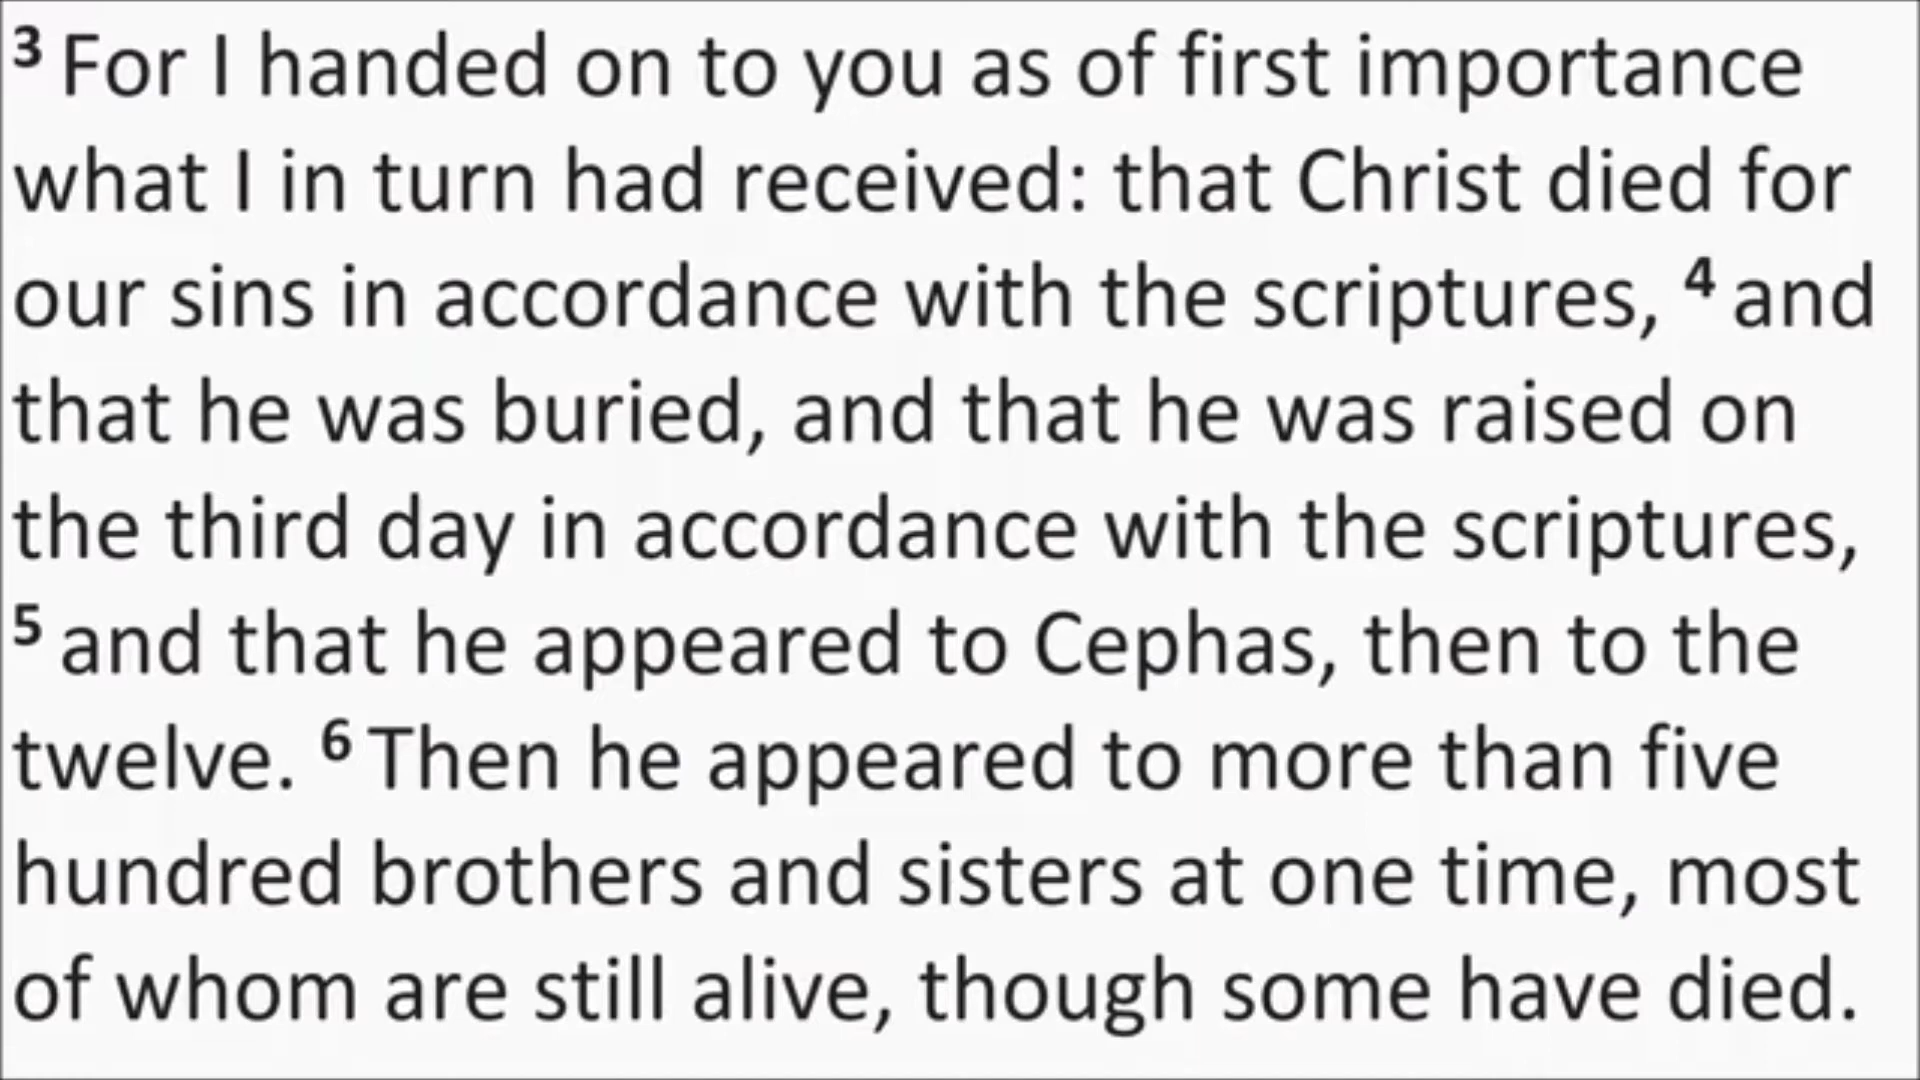 3 For I handed on to you as of first importance
what I in turn had received: that Christ died for
our sins in accordance with the scriptures, 4 and
that he was buried, and that he was raised on
the third day in accordance with the scriptures,
5 and that he appeared to Cephas, then to the
twelve. 6 Then he appeared to more than five
hundred brothers and sisters at one time, most
of whom are still alive, though some have died.